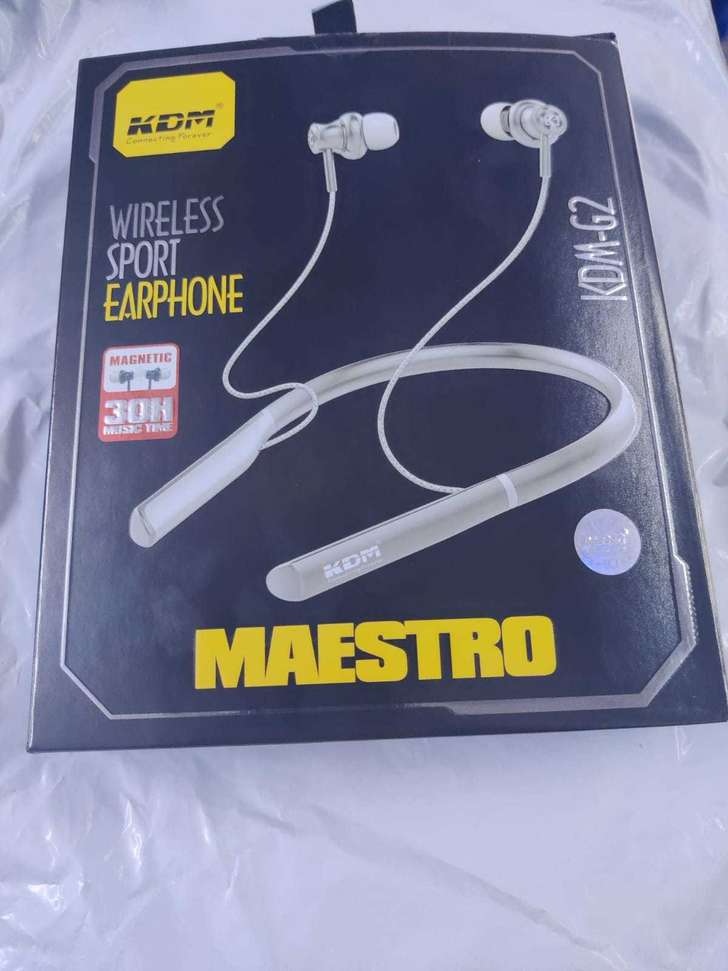 KDM®
Connecting Forever
WIRELESS
SPORT
EARPHONE
KDM-G2
MAGNETIC
30H
MUSIC TIME
KDM
MAESTRO